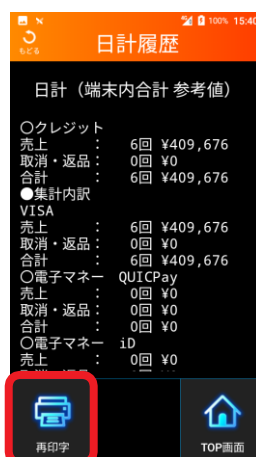 100% 15:40
もどる
日計履歴
日計（端末内合計 参考値）
○クレジット
売上 ： 6回 ¥409,676
取消・返品： 0回 ¥0
合計 ： 6回 ¥409,676
●集計内訳
VISA
売上 ： 6回 ¥409,676
取消・返品： 0回 ¥0
合計 ： 6回 ¥409,676
○電子マネー QUICPay
売上 ： 0回 ¥0
取消・返品： 0回 ¥0
合計 ： 0回 ¥0
○電子マネー iD
売上 ： 0回 ¥0
再印字
TOP画面